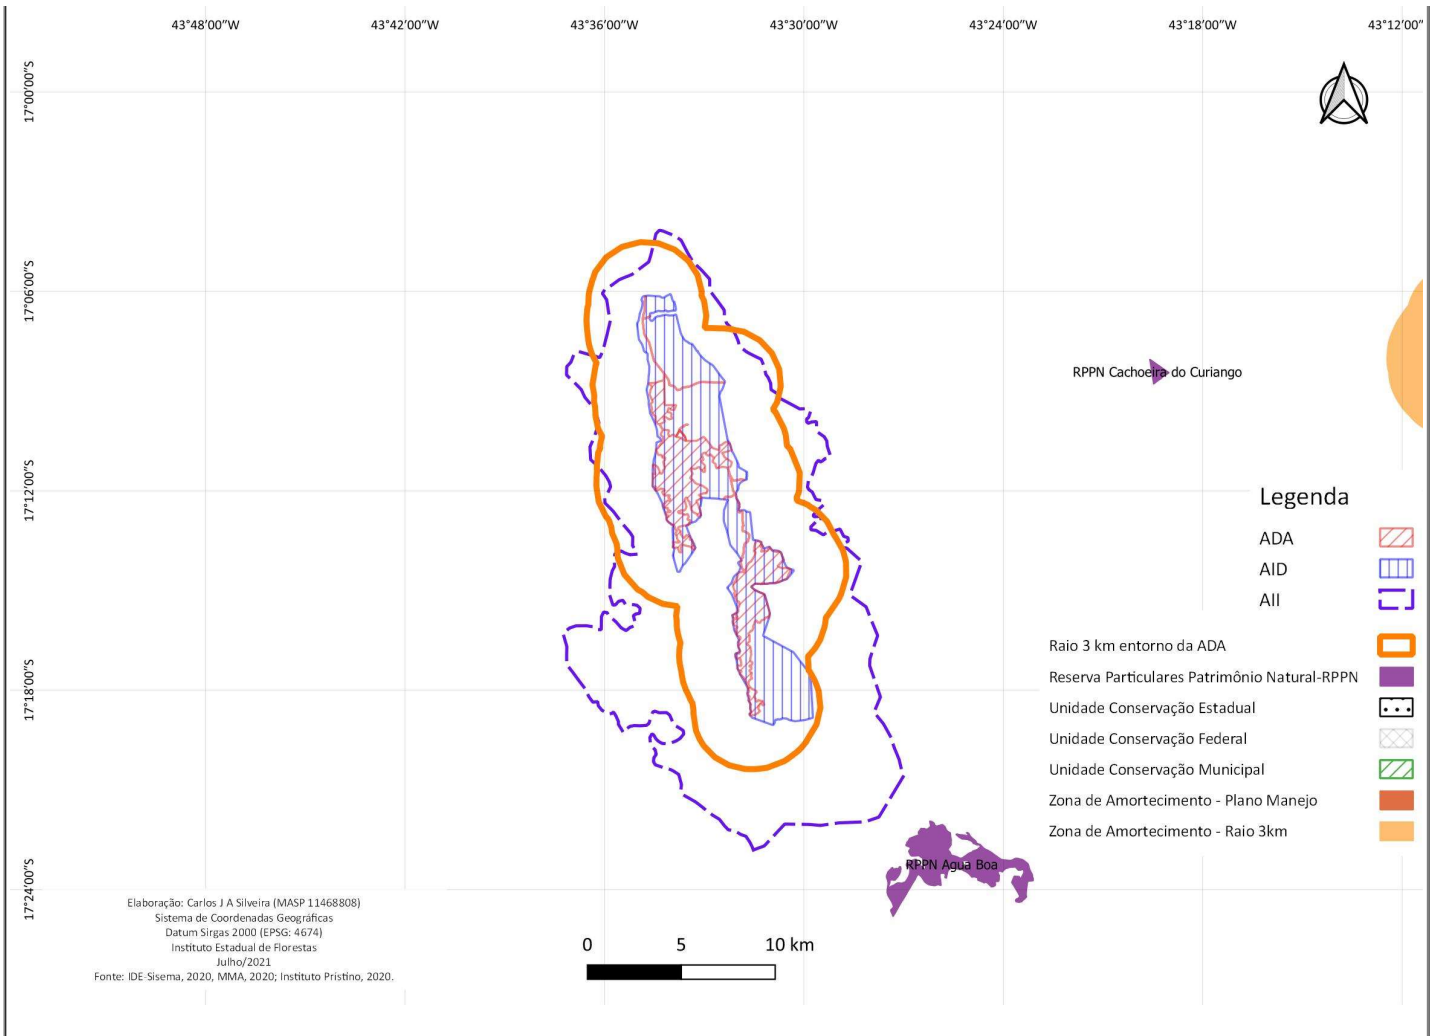 43°48'00"W 43°42'00"W 43°36'00"W 43°30'00"W 43°24'00"W 43°18'00"W 43°12'00"
17°00'00"S
17°06'00"S
RPPN Cachoeira do Curiango
17°12'00"S
Legenda
ADA
AID
AII
Raio 3 km entorno da ADA
Reserva Particulares Patrimônio Natural-RPPN
Unidade Conservação Estadual
Unidade Conservação Federal
Unidade Conservação Municipal
Zona de Amortecimento - Plano Manejo
Zona de Amortecimento - Raio 3km
17°18'00"S
RPPN Agua Boa
17°24'00"S
Elaboração: Carlos J A Silveira (MASP 11468808)
Sistema de Coordenadas Geográficas
Datum Sirgas 2000 (EPSG: 4674)
Instituto Estadual de Florestas
Julho/2021
Fonte: IDE-Sisema, 2020, MMA, 2020; Instituto Prístino, 2020.
0 5 10 km